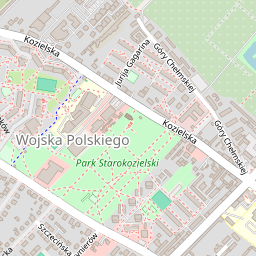 Kozielska
Jurija Gagarina
Góry Chełmskiej
Kozielska
Góry Chełmskiej
Wojska Polskiego
Park Starokozielski
Szczecińska